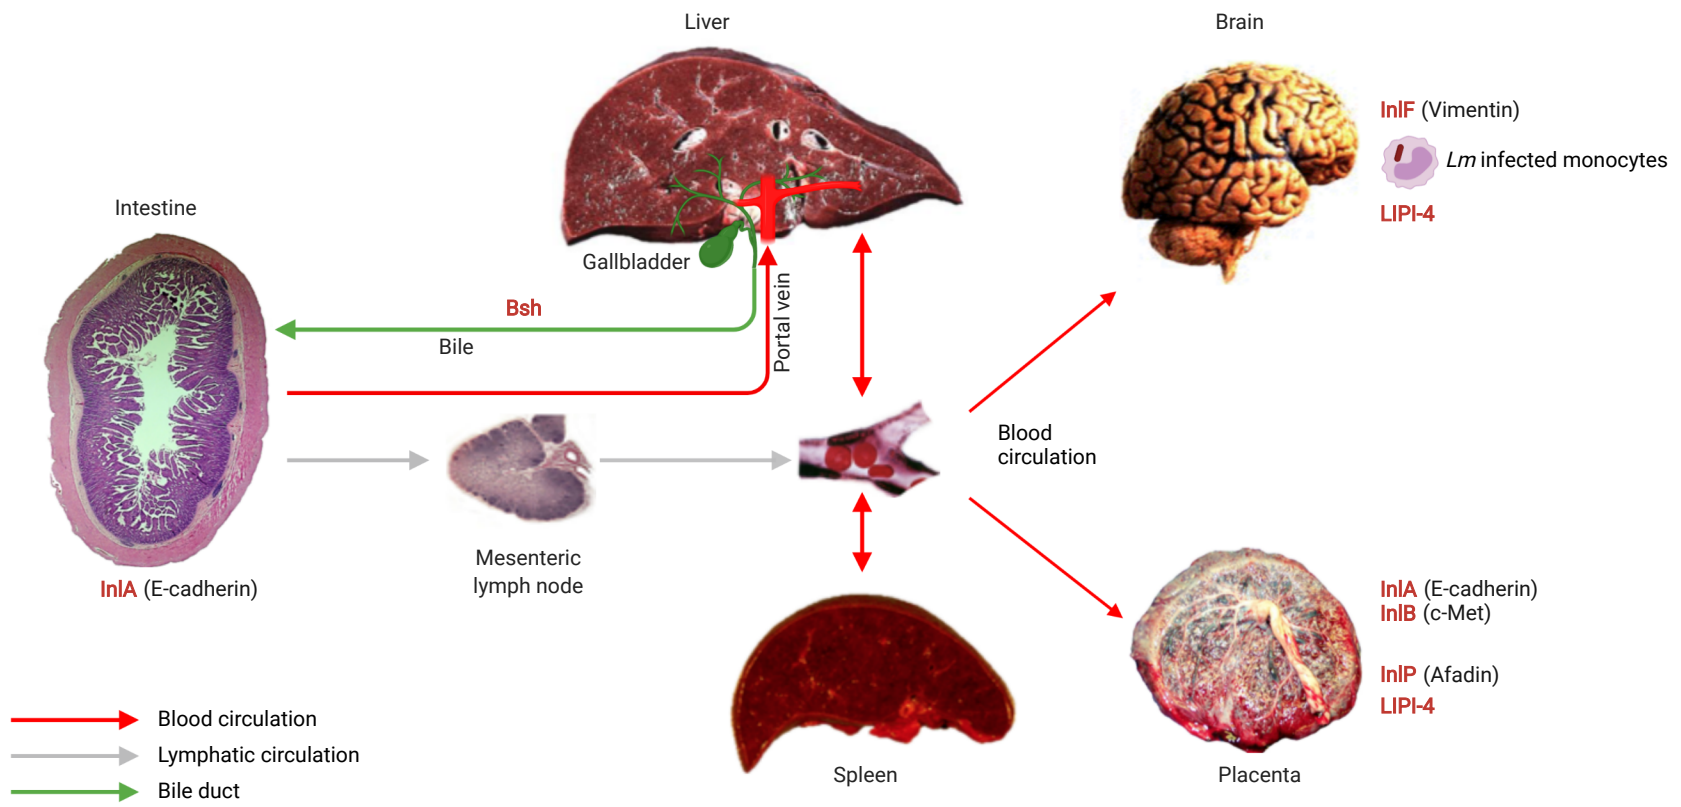 Liver
Brain
InlF (Vimentin)
Lm infected monocytes
LIPI-4
Intestine
Gallbladder
Portal vein
Bsh
Bile
Blood
circulation
Mesenteric
lymph node
InlA (E-cadherin)
InlA (E-cadherin)
InlB (c-Met)
InlP (Afadin)
LIPI-4
Blood circulation
Lymphatic circulation
Bile duct
Spleen
Placenta